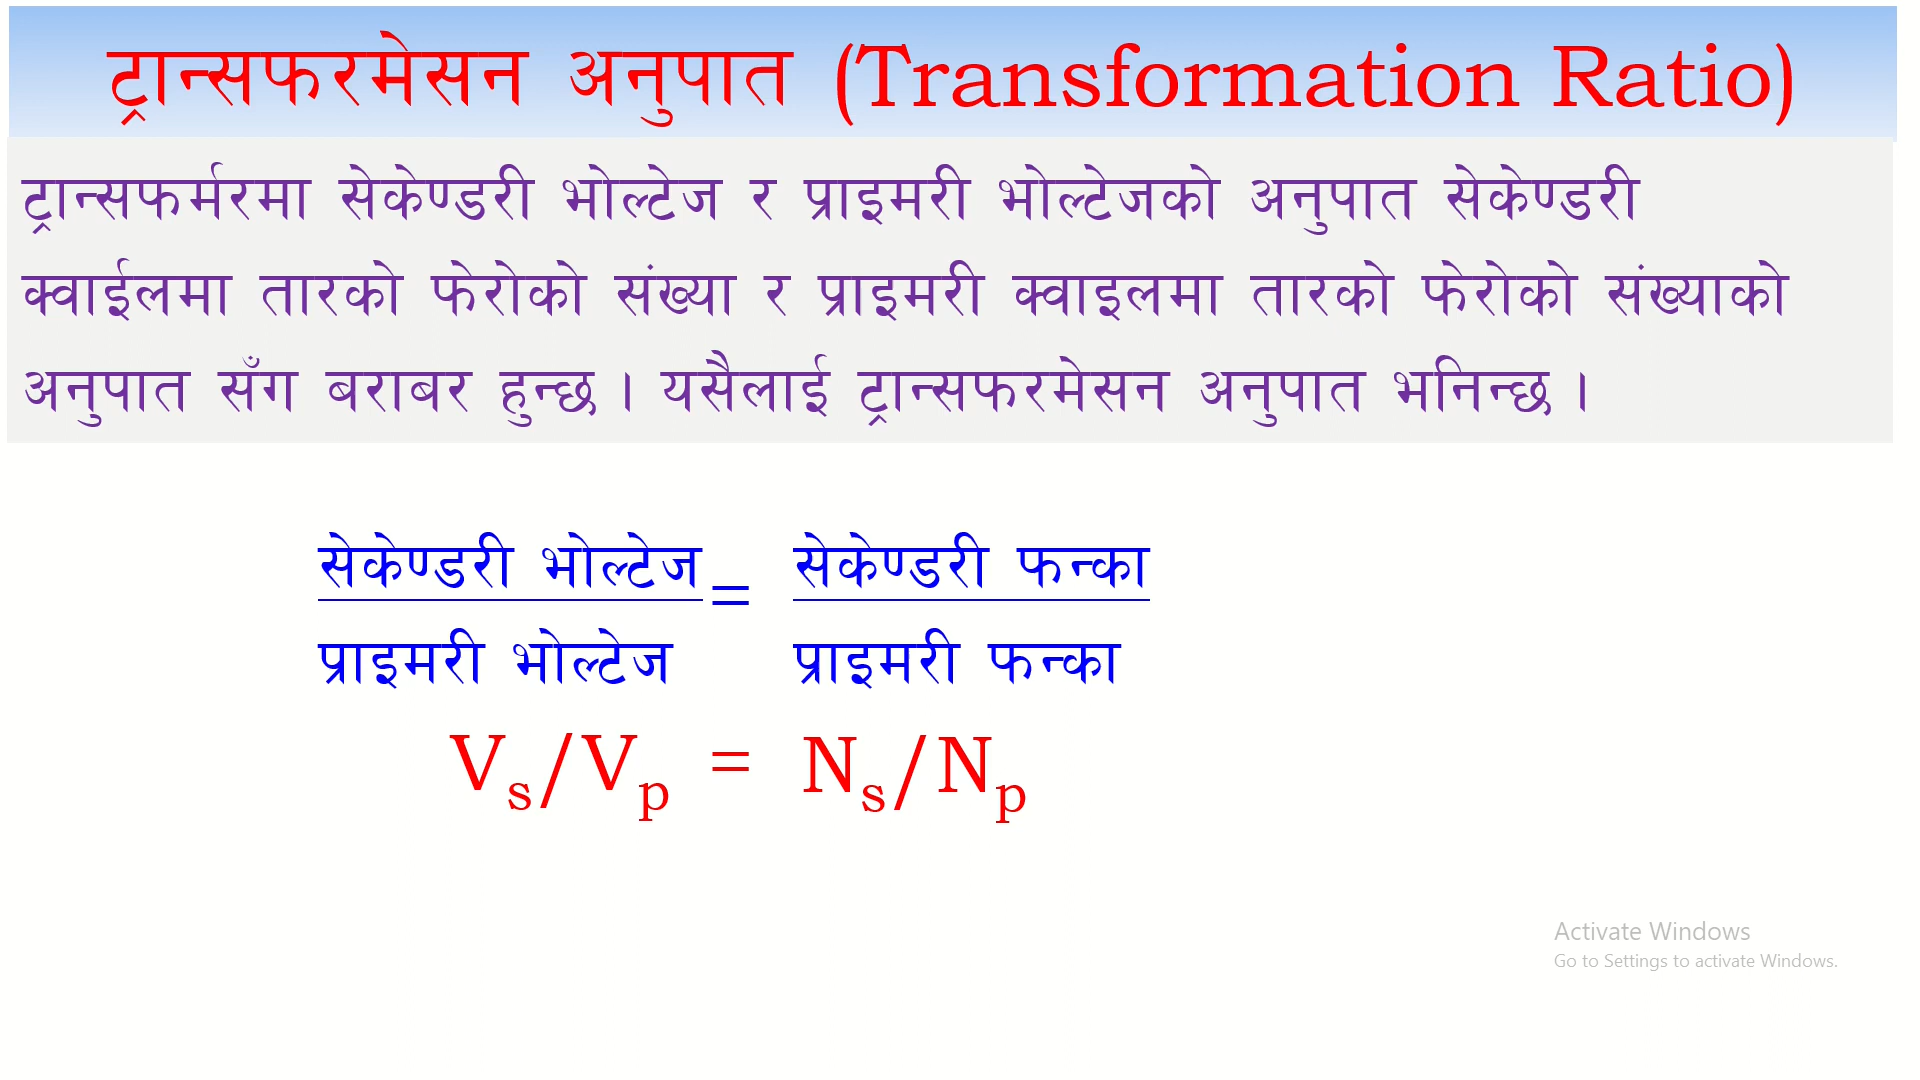 ट्रान्सफरमेसन अनुपात (Transformation Ratio)
ट्रान्सफर्मरमा सेकेण्डरी भोल्टेज र प्राइमरी भोल्टेजको अनुपात सेकेण्डरी
क्वाईलमा तारको फेरोको संख्या र प्राइमरी क्वाइलमा तारको फेरोको संख्याको
अनुपात सँग बराबर हुन्छ । यसैलाई ट्रान्सफरमेसन अनुपात भनिन्छ ।
सेकेण्डरी भोल्टेज = सेकेण्डरी फन्का
प्राइमरी भोल्टेज प्राइमरी फन्का
Vs/Vp = Ns/Np
Activate Windows
Go to Settings to activate Windows.